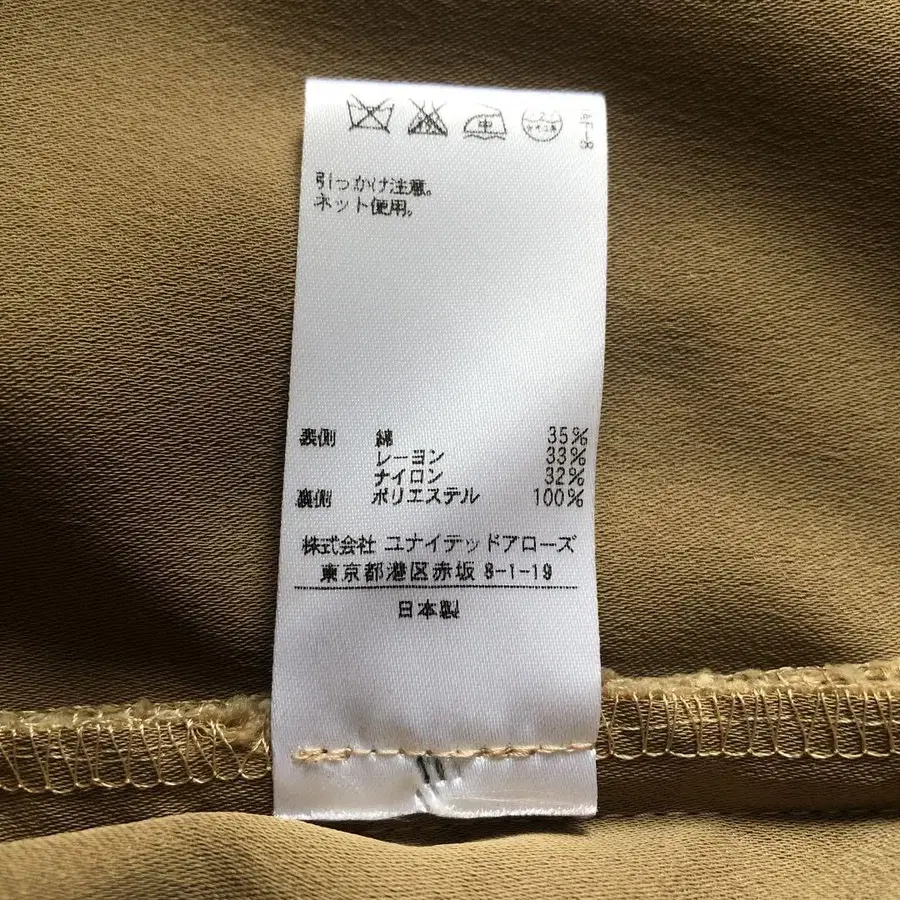 中
引っかけ注意。
ネット使用。
表側 綿 35%
レーヨン 33%
ナイロン 32%
裏側 ポリエステル 100%
株式会社 ユナイテッドアローズ
東京都港区赤坂 8-1-19
日本製